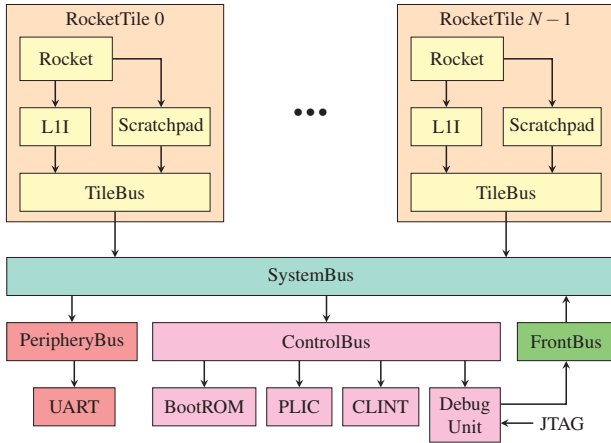 RocketTile 0
RocketTile N − 1
Rocket
Rocket
L1I
Scratchpad
L1I
Scratchpad
TileBus
TileBus
SystemBus
PeripheryBus
ControlBus
FrontBus
UART
BootROM
PLIC
CLINT
Debug
Unit
JTAG